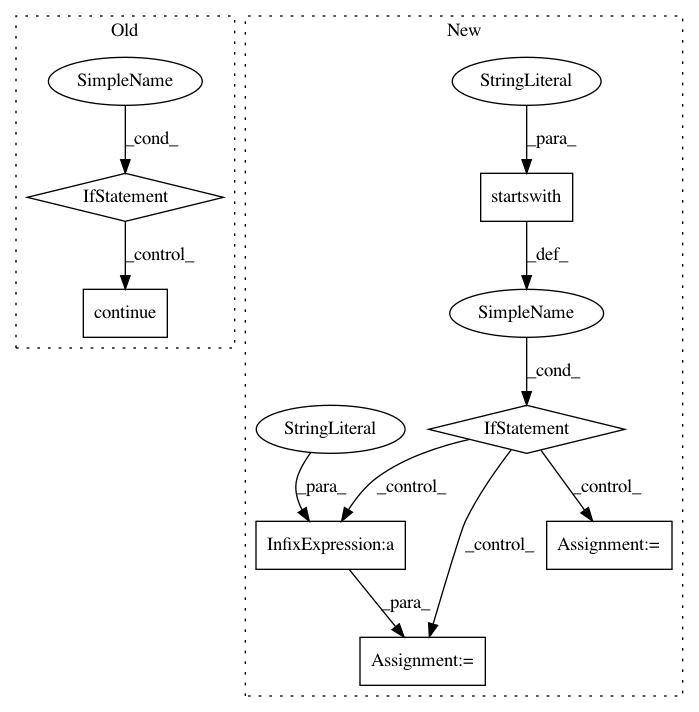 Old
New
SimpleName
StringLiteral
_cond_
_para_
IfStatement
startswith
_control_
_def_
continue
SimpleName
_cond_
StringLiteral
IfStatement
_para_
_control_
_control_
_control_
InfixExpression:a
Assignment:=
_para_
Assignment:=